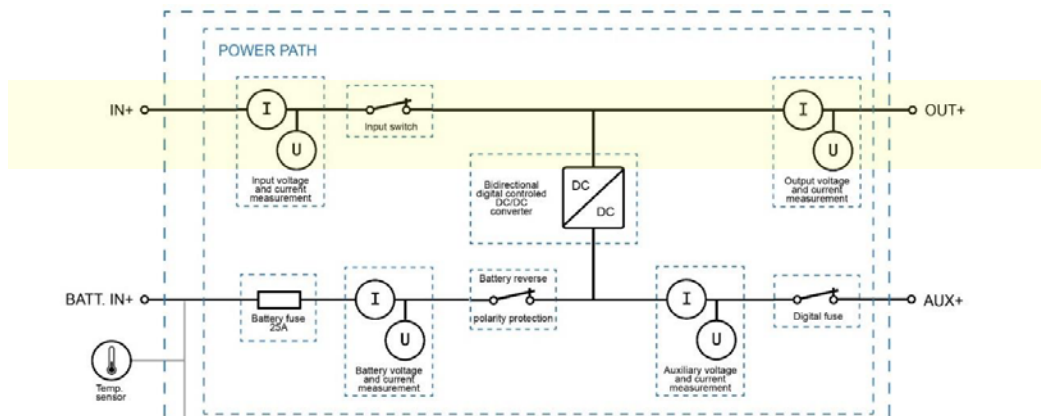 POWER PATH
IN+
I
U
Input voltage
and current
measurement
Input switch
I
U
Output voltage
and current
measurement
OUT+
Bidirectional
digital controled
DC/DC
converter
DC
DC
BATT. IN+
Battery fuse
25A
I
U
Battery voltage
and current
measurement
Battery reverse
polarity protection
I
U
Auxiliary voltage
and current
measurement
Digital fuse
AUX+
Temp.
sensor